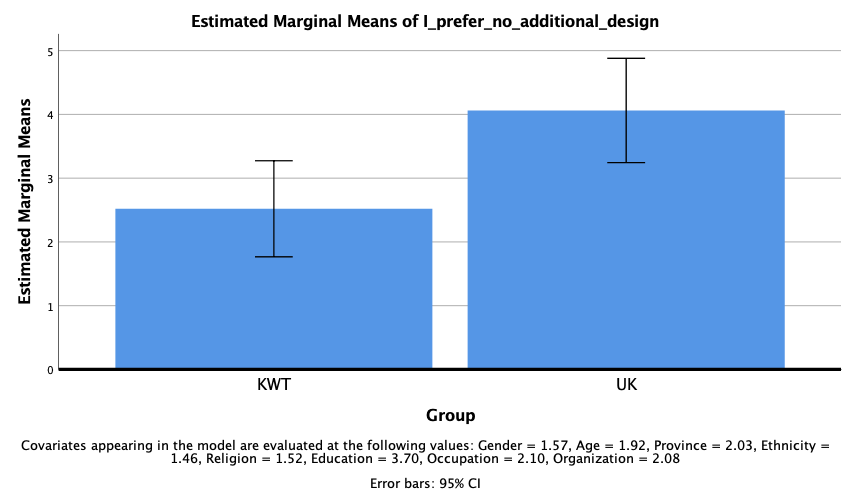 Estimated Marginal Means of I_prefer_no_additional_design
Estimated Marginal Means
5
4
3
2
1
0
KWT
UK
Group
Covariates appearing in the model are evaluated at the following values: Gender = 1.57, Age = 1.92, Province = 2.03, Ethnicity =
1.46, Religion = 1.52, Education = 3.70, Occupation = 2.10, Organization = 2.08
Error bars: 95% CI